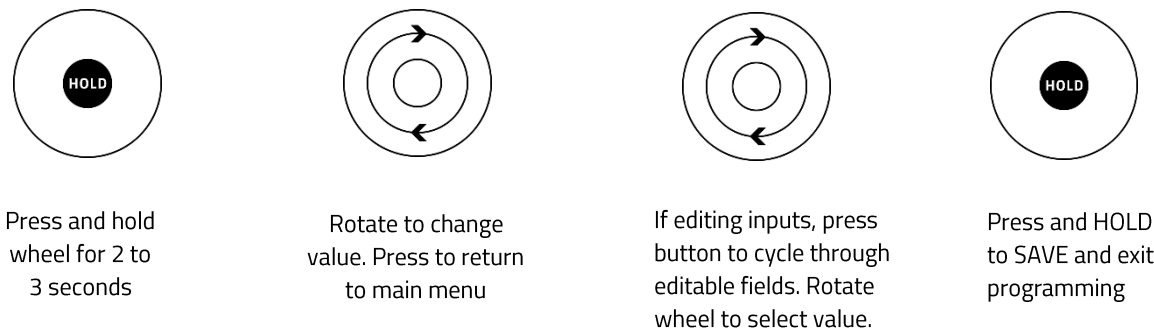 HOLD
Press and hold
wheel for 2 to
3 seconds
Rotate to change
value. Press to return
to main menu
If editing inputs, press
button to cycle through
editable fields. Rotate
wheel to select value.
HOLD
Press and HOLD
to SAVE and exit
programming